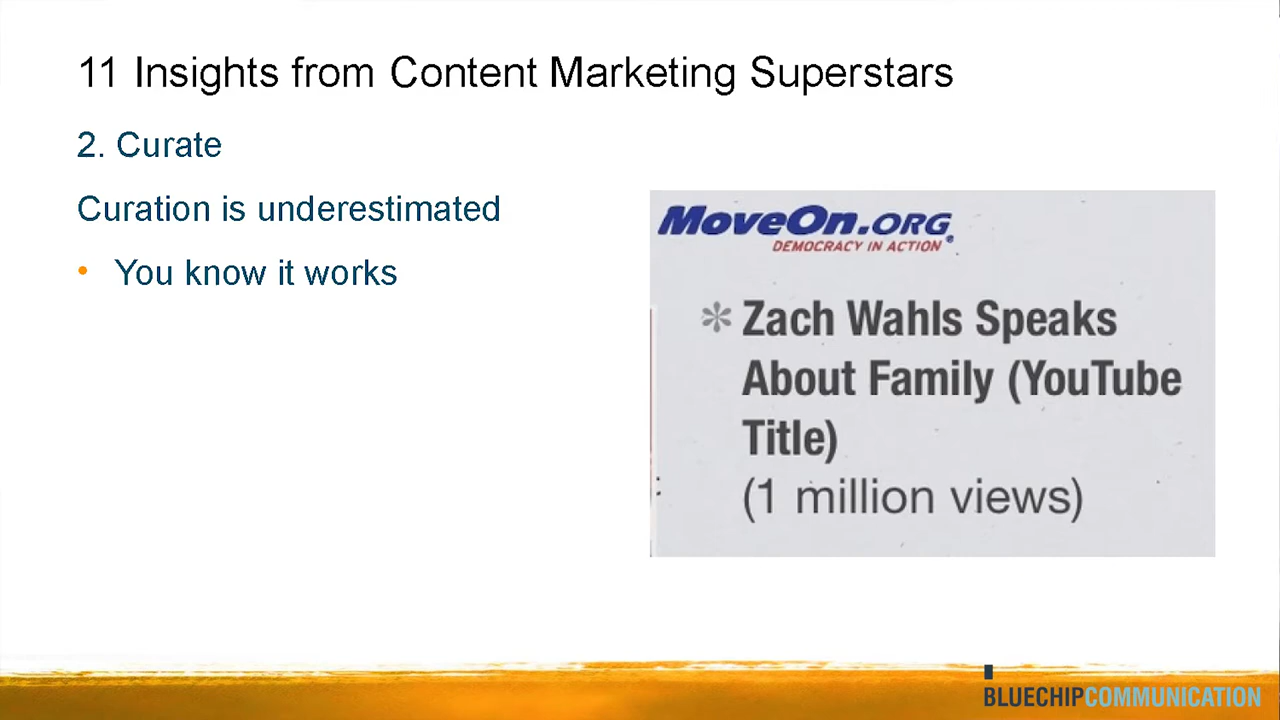 11 Insights from Content Marketing Superstars
2. Curate
Curation is underestimated
• You know it works
MoveOn.ORG
DEMOCRACY IN ACTION
* Zach Wahls Speaks
About Family (YouTube
Title)
(1 million views)
BLUECHIPCOMMUNICATION